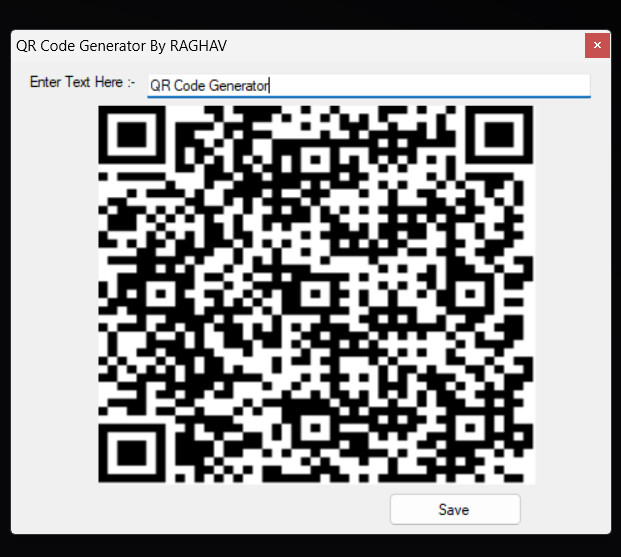 QR Code Generator By RAGHAV
Enter Text Here :-
QR Code Generator
Save